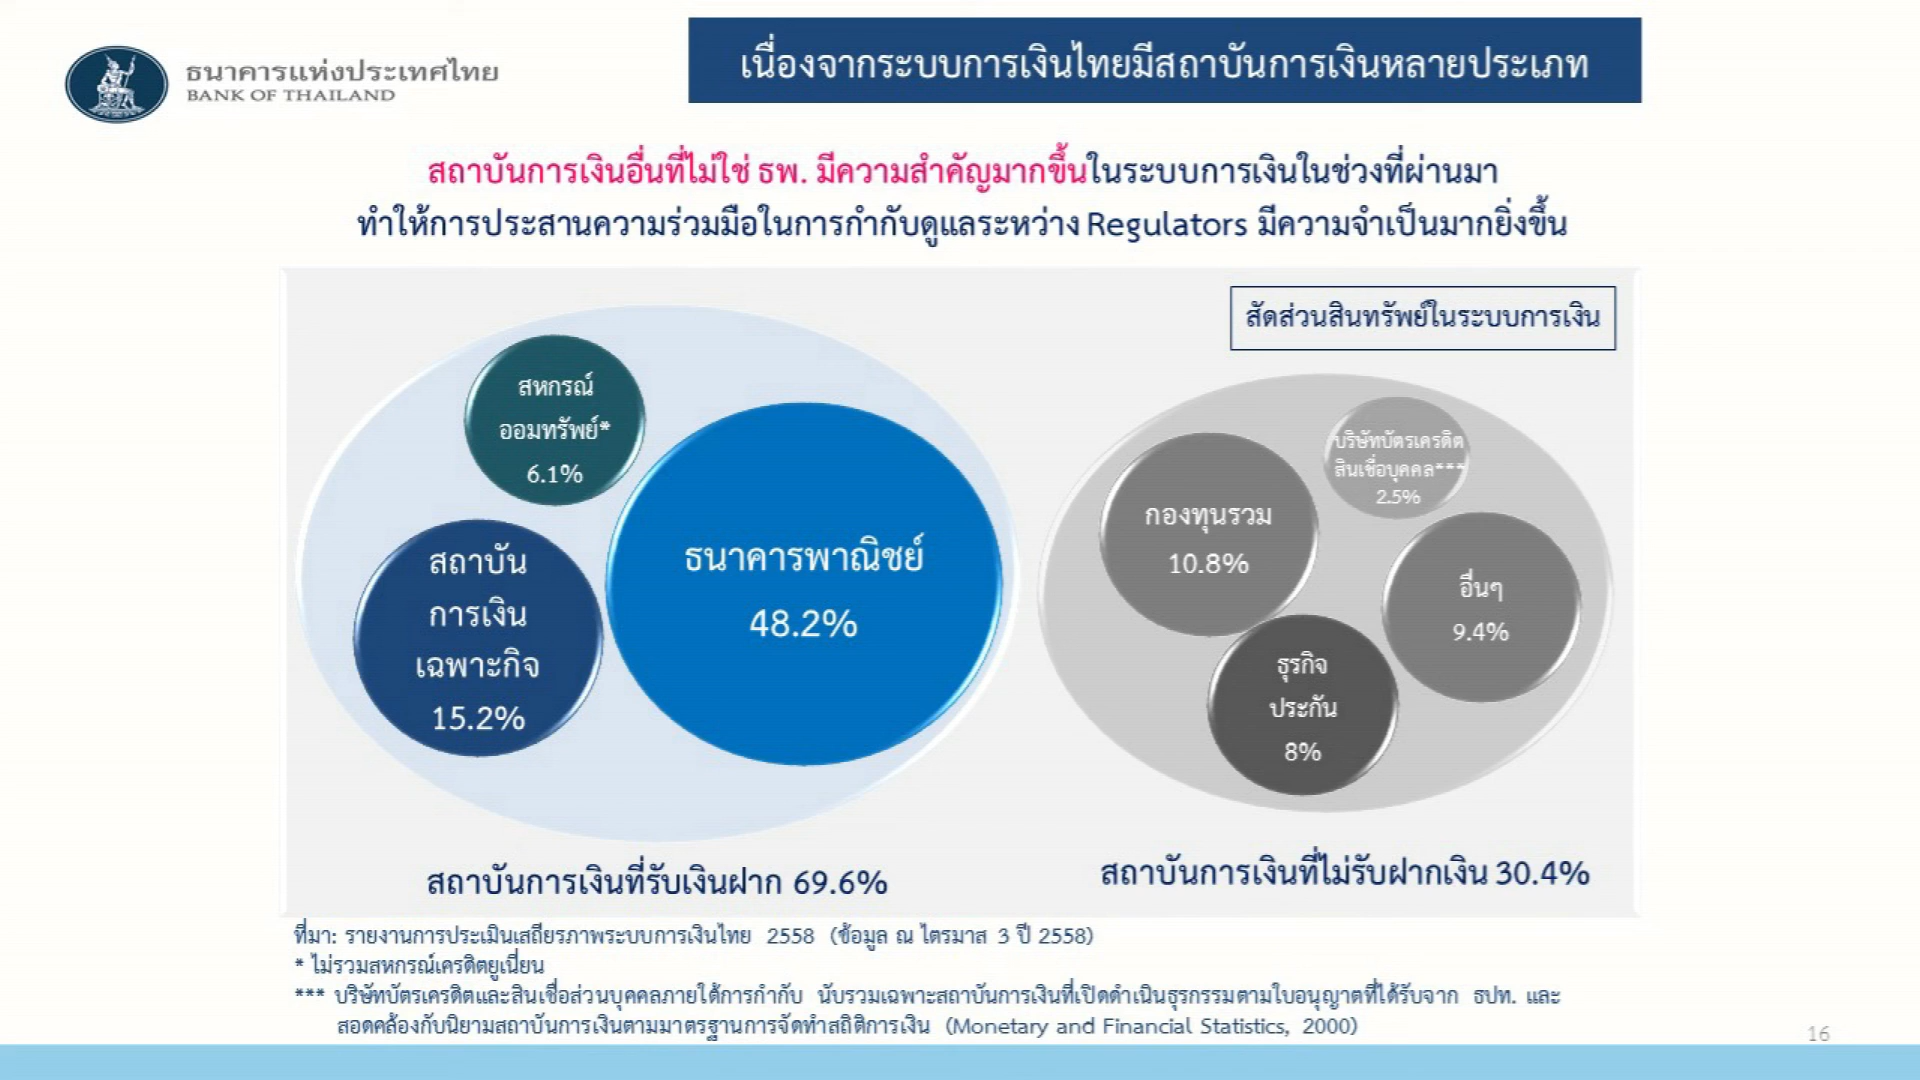 ธนาคารแห่งประเทศไทย
BANK OF THAILAND
เนื่องจากระบบการเงินไทยมีสถาบันการเงินหลายประเภท
สถาบันการเงินอื่นที่ไม่ใช่ ธพ. มีความสำคัญมากขึ้นในระบบการเงินในช่วงที่ผ่านมา
ทำให้การประสานความร่วมมือในการกำกับดูแลระหว่าง Regulators มีความจำเป็นมากยิ่งขึ้น
สัดส่วนสินทรัพย์ในระบบการเงิน
สหกรณ์
ออมทรัพย์*
6.1%
สถาบัน
การเงิน
เฉพาะกิจ
15.2%
ธนาคารพาณิชย์
48.2%
กองทุนรวม
10.8%
บริษัทบัตรเครดิต
สินเชื่อบุคคล***
2.5%
อื่นๆ
9.4%
ธุรกิจ
ประกัน
8%
สถาบันการเงินที่รับเงินฝาก 69.6%
สถาบันการเงินที่ไม่รับฝากเงิน 30.4%
ที่มา: รายงานการประเมินเสถียรภาพระบบการเงินไทย 2558 (ข้อมูล ณ ไตรมาส 3 ปี 2558)
* ไม่รวมสหกรณ์เครดิตยูเนี่ยน
*** บริษัทบัตรเครดิตและสินเชื่อส่วนบุคคลภายใต้การกำกับ นับรวมเฉพาะสถาบันการเงินที่เปิดดำเนินธุรกรรมตามใบอนุญาตที่ได้รับจาก ธปท. และ
สอดคล้องกับนิยามสถาบันการเงินตามมาตรฐานการจัดทำสถิติการเงิน (Monetary and Financial Statistics, 2000)
16